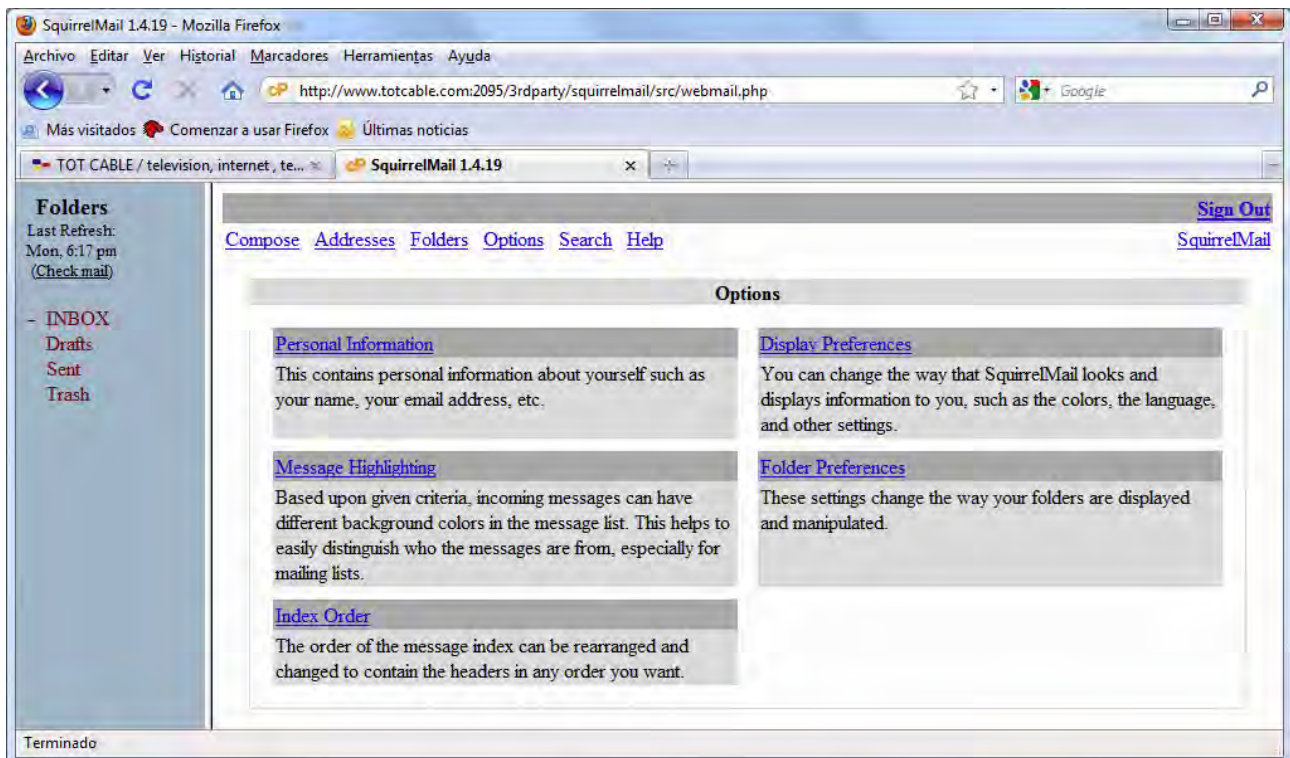 SquirrelMail 1.4.19 - Mozilla Firefox
Archivo Editar Ver Historial Marcadores Herramientas Ayuda
http://www.totcable.com:2095/3rdparty/squirrelmail/src/webmail.php Google
Más visitados Comenzar a usar Firefox Últimas noticias
TOT CABLE / television, internet, te... SquirrelMail 1.4.19
Folders
Last Refresh:
Mon, 6:17 pm
(Check mail)
- INBOX
Drafts
Sent
Trash
Sign Out
Compose Addresses Folders Options Search Help SquirrelMail
Options
Personal Information
This contains personal information about yourself such as
your name, your email address, etc.
Display Preferences
You can change the way that SquirrelMail looks and
displays information to you, such as the colors, the language,
and other settings.
Message Highlighting
Based upon given criteria, incoming messages can have
different background colors in the message list. This helps to
easily distinguish who the messages are from, especially for
mailing lists.
Folder Preferences
These settings change the way your folders are displayed
and manipulated.
Index Order
The order of the message index can be rearranged and
changed to contain the headers in any order you want.
Terminado